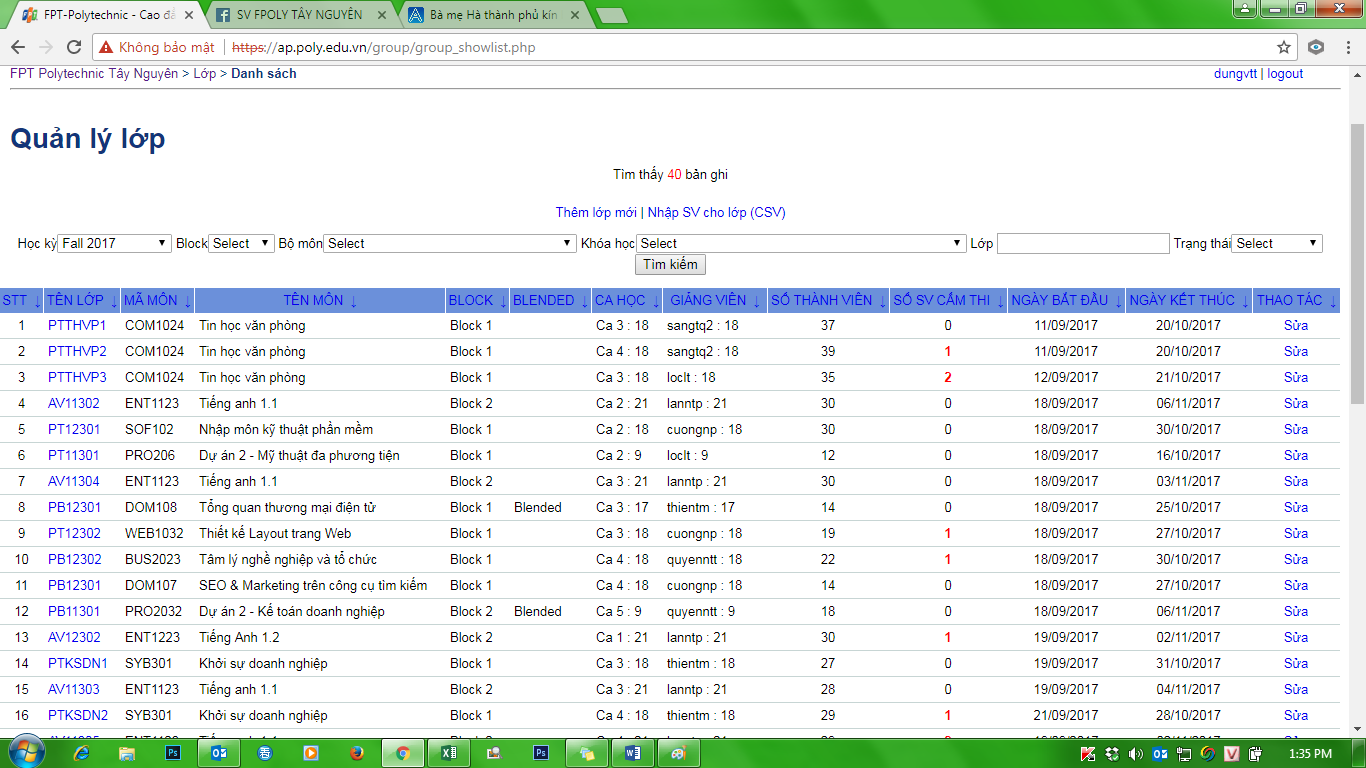 FPT-Polytechnic - Cao đẳ
SV FPOLY TÂY NGUYÊN
Bà mẹ Hà thành phủ kín
Không bảo mật
https://ap.poly.edu.vn/group/group_showlist.php
FPT Polytechnic Tây Nguyên > Lớp > Danh sách
dungvtt | logout
Quản lý lớp
Tìm thấy 40 bản ghi
Thêm lớp mới | Nhập SV cho lớp (CSV)
Học kỳ Fall 2017 Block Select Bộ môn Select Khóa học Select Lớp Trạng thái Select
Tìm kiếm
STT ↓ TÊN LỚP ↓ MÃ MÔN ↓ TÊN MÔN ↓ BLOCK ↓ BLENDED ↓ CA HỌC ↓ GIẢNG VIÊN ↓ SỐ THÀNH VIÊN ↓ SỐ SV CẤM THI ↓ NGÀY BẮT ĐẦU ↓ NGÀY KẾT THÚC ↓ THAO TÁC ↓
1 PTTHVP1 COM1024 Tin học văn phòng Block 1 Ca 3 : 18 sangtq2 : 18 37 0 11/09/2017 20/10/2017 Sửa
2 PTTHVP2 COM1024 Tin học văn phòng Block 1 Ca 4 : 18 sangtq2 : 18 39 1 11/09/2017 20/10/2017 Sửa
3 PTTHVP3 COM1024 Tin học văn phòng Block 1 Ca 3 : 18 loclt : 18 35 2 12/09/2017 21/10/2017 Sửa
4 AV11302 ENT1123 Tiếng anh 1.1 Block 2 Ca 2 : 21 lanntp : 21 30 0 18/09/2017 06/11/2017 Sửa
5 PT12301 SOF102 Nhập môn kỹ thuật phần mềm Block 1 Ca 2 : 18 cuongnp : 18 30 0 18/09/2017 30/10/2017 Sửa
6 PT11301 PRO206 Dự án 2 - Mỹ thuật đa phương tiện Block 1 Ca 2 : 9 loclt : 9 12 0 18/09/2017 16/10/2017 Sửa
7 AV11304 ENT1123 Tiếng anh 1.1 Block 2 Ca 3 : 21 lanntp : 21 30 0 18/09/2017 03/11/2017 Sửa
8 PB12301 DOM108 Tổng quan thương mại điện tử Block 1 Blended Ca 3 : 17 thientm : 17 14 0 18/09/2017 25/10/2017 Sửa
9 PT12302 WEB1032 Thiết kế Layout trang Web Block 1 Ca 3 : 18 cuongnp : 18 19 1 18/09/2017 27/10/2017 Sửa
10 PB12302 BUS2023 Tâm lý nghề nghiệp và tổ chức Block 1 Ca 4 : 18 quyenntt : 18 22 1 18/09/2017 30/10/2017 Sửa
11 PB12301 DOM107 SEO & Marketing trên công cụ tìm kiếm Block 1 Ca 4 : 18 cuongnp : 18 14 0 18/09/2017 27/10/2017 Sửa
12 PB11301 PRO2032 Dự án 2 - Kế toán doanh nghiệp Block 2 Blended Ca 5 : 9 quyenntt : 9 18 0 18/09/2017 06/11/2017 Sửa
13 AV12302 ENT1223 Tiếng Anh 1.2 Block 2 Ca 1 : 21 lanntp : 21 30 1 19/09/2017 02/11/2017 Sửa
14 PTKSDN1 SYB301 Khởi sự doanh nghiệp Block 1 Ca 3 : 18 thientm : 18 27 0 19/09/2017 31/10/2017 Sửa
15 AV11303 ENT1123 Tiếng anh 1.1 Block 2 Ca 3 : 21 lanntp : 21 28 0 19/09/2017 04/11/2017 Sửa
16 PTKSDN2 SYB301 Khởi sự doanh nghiệp Block 1 Ca 4 : 18 thientm : 18 29 1 21/09/2017 28/10/2017 Sửa
1:35 PM